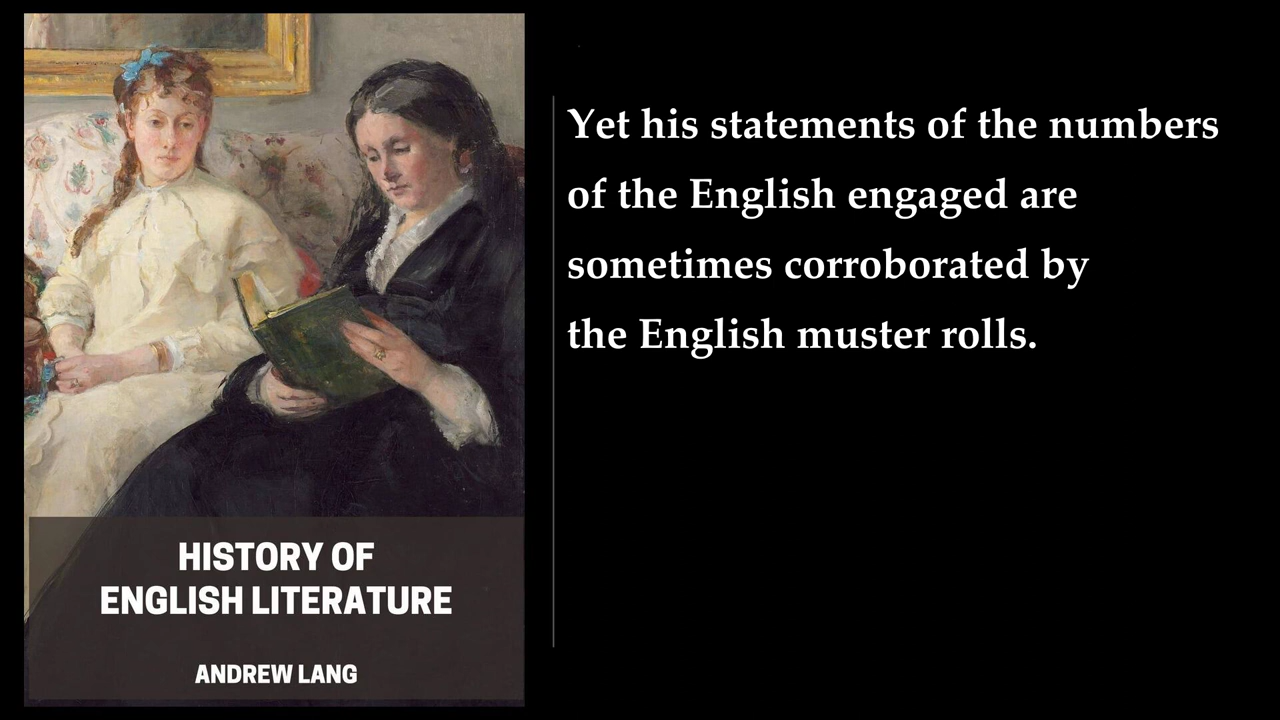 HISTORY OF
ENGLISH LITERATURE
ANDREW LANG
Yet his statements of the numbers
of the English engaged are
sometimes corroborated by
the English muster rolls.